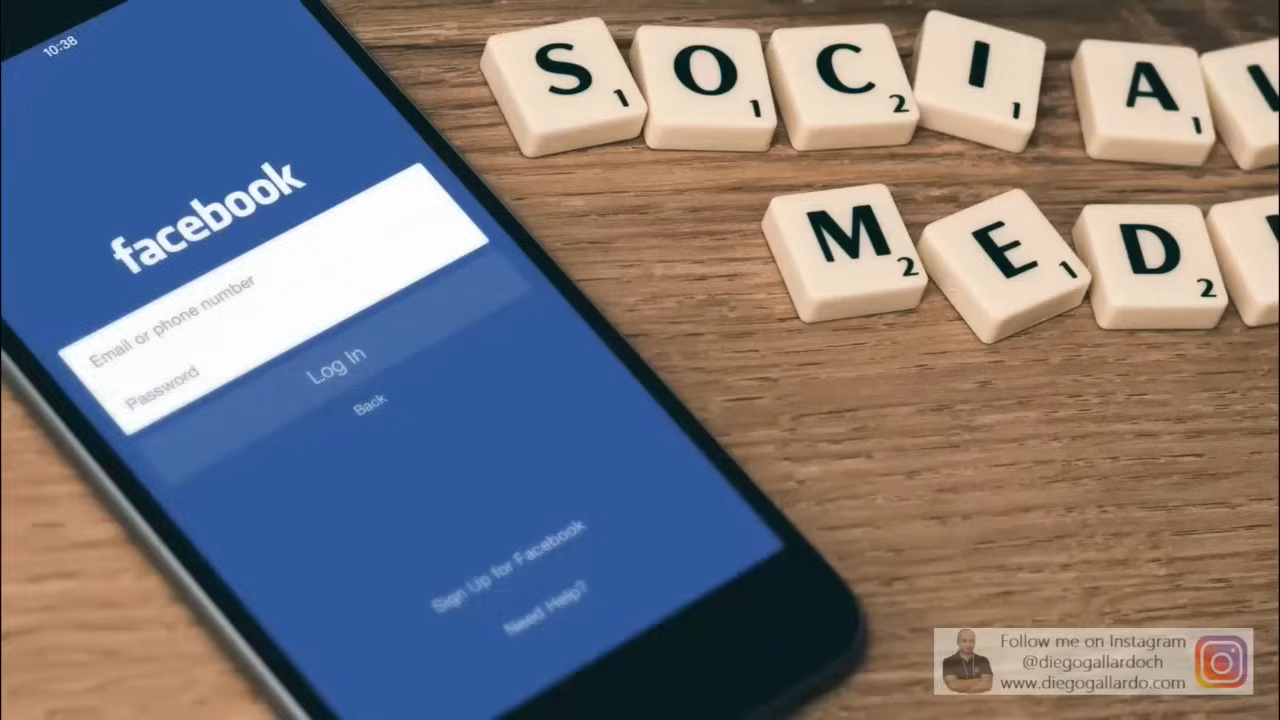 10:38
facebook
Email or phone number
Password
Log In
Back
Sign Up for Facebook
Need Help?
S1 O1 C2 I1 A1
M2 E1 D2
Follow me on Instagram
@diegogallardoch
www.diegogallardo.com